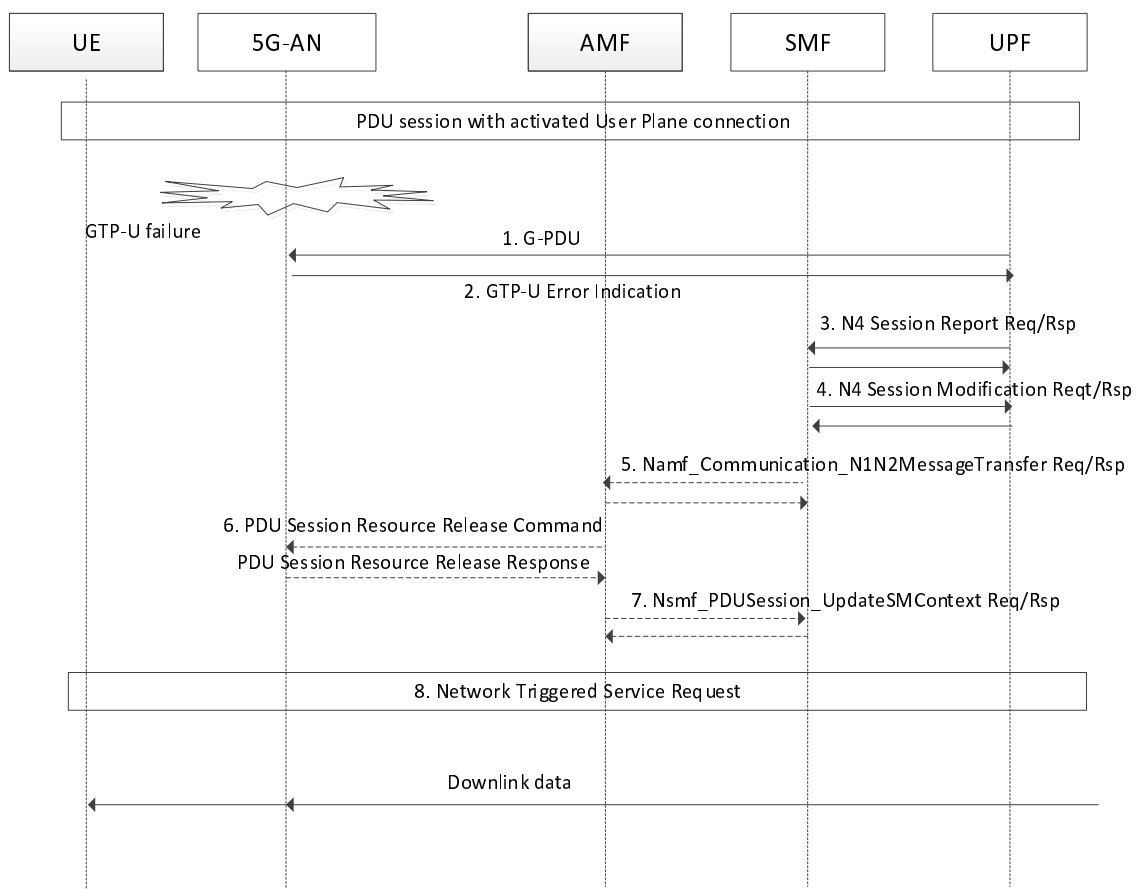 UE
5G-AN
AMF
SMF
UPF
PDU session with activated User Plane connection
GTP-U failure
1. G-PDU
2. GTP-U Error Indication
3. N4 Session Report Req/Rsp
4. N4 Session Modification Reqt/Rsp
5. Namf_Communication_N1N2MessageTransfer Req/Rsp
6. PDU Session Resource Release Command
PDU Session Resource Release Response
7. Nsmf_PDUSession_UpdateSMContext Req/Rsp
8. Network Triggered Service Request
Downlink data